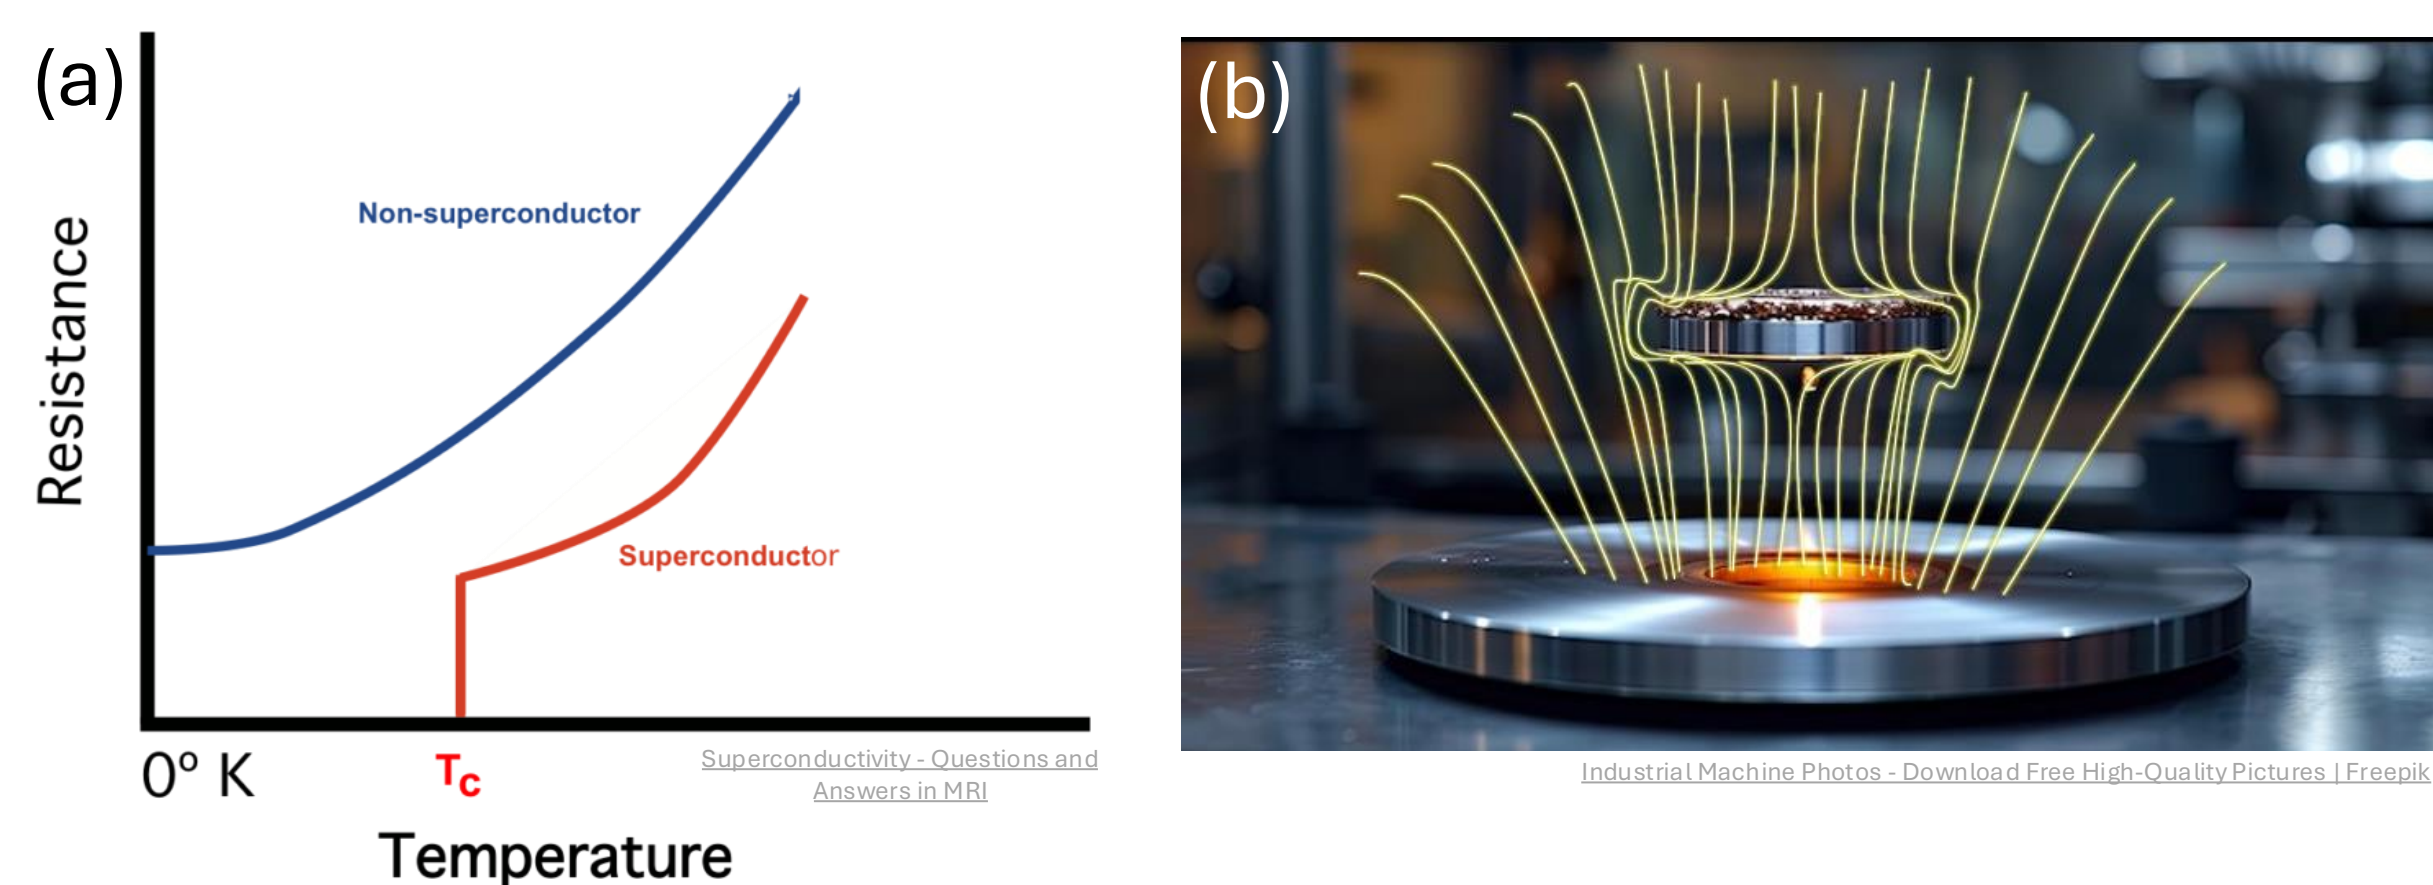 (a)
Non-superconductor
Resistance
Superconductor
0º K
Tc
Superconductivity - Questions and
Answers in MRI
Temperature
(b)
Industrial Machine Photos - Download Free High-Quality Pictures | Freepik